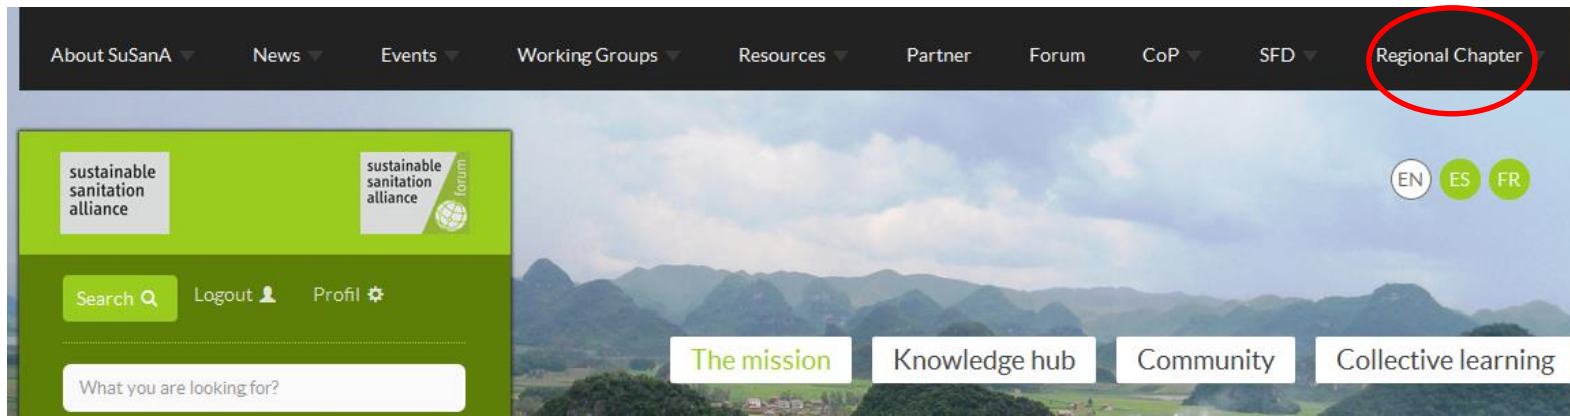 About SuSanA News Events Working Groups Resources Partner Forum CoP SFD Regional Chapter
sustainable
sanitation
alliance
sustainable
sanitation
alliance
forum
EN ES FR
Search Logout Profil
The mission Knowledge hub Community Collective learning
What you are looking for?